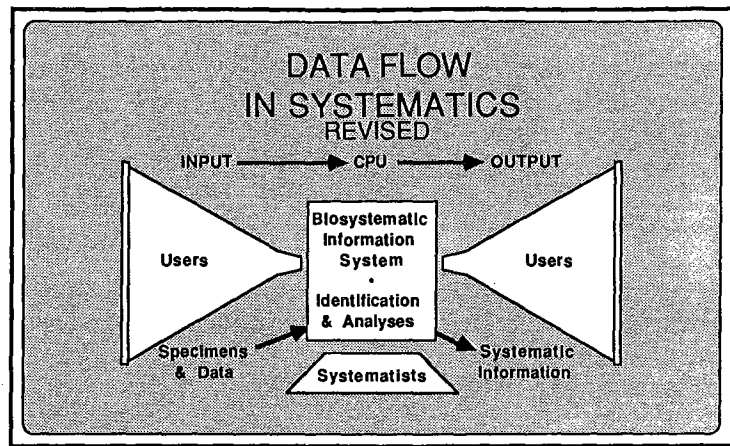 DATA FLOW
IN SYSTEMATICS
REVISED
INPUT CPU OUTPUT
Users
Biosystematic
Information
System
•
Identification
& Analyses
Users
Specimens
& Data
Systematists
Systematic
Information